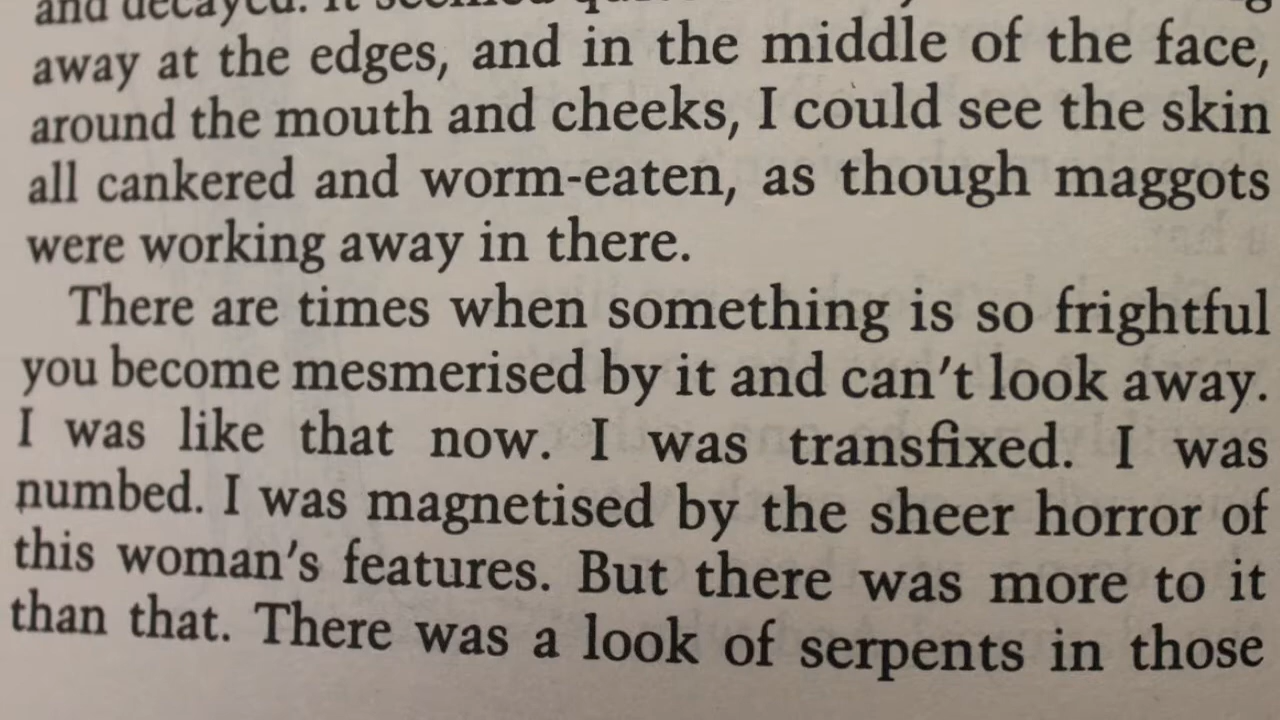 and decayed. It seemed
away at the edges, and in the middle of the face,
around the mouth and cheeks, I could see the skin
all cankered and worm-eaten, as though maggots
were working away in there.
There are times when something is so frightful
you become mesmerised by it and can't look away.
I was like that now. I was transfixed. I was
numbed. I was magnetised by the sheer horror of
this woman's features. But there was more to it
than that. There was a look of serpents in those